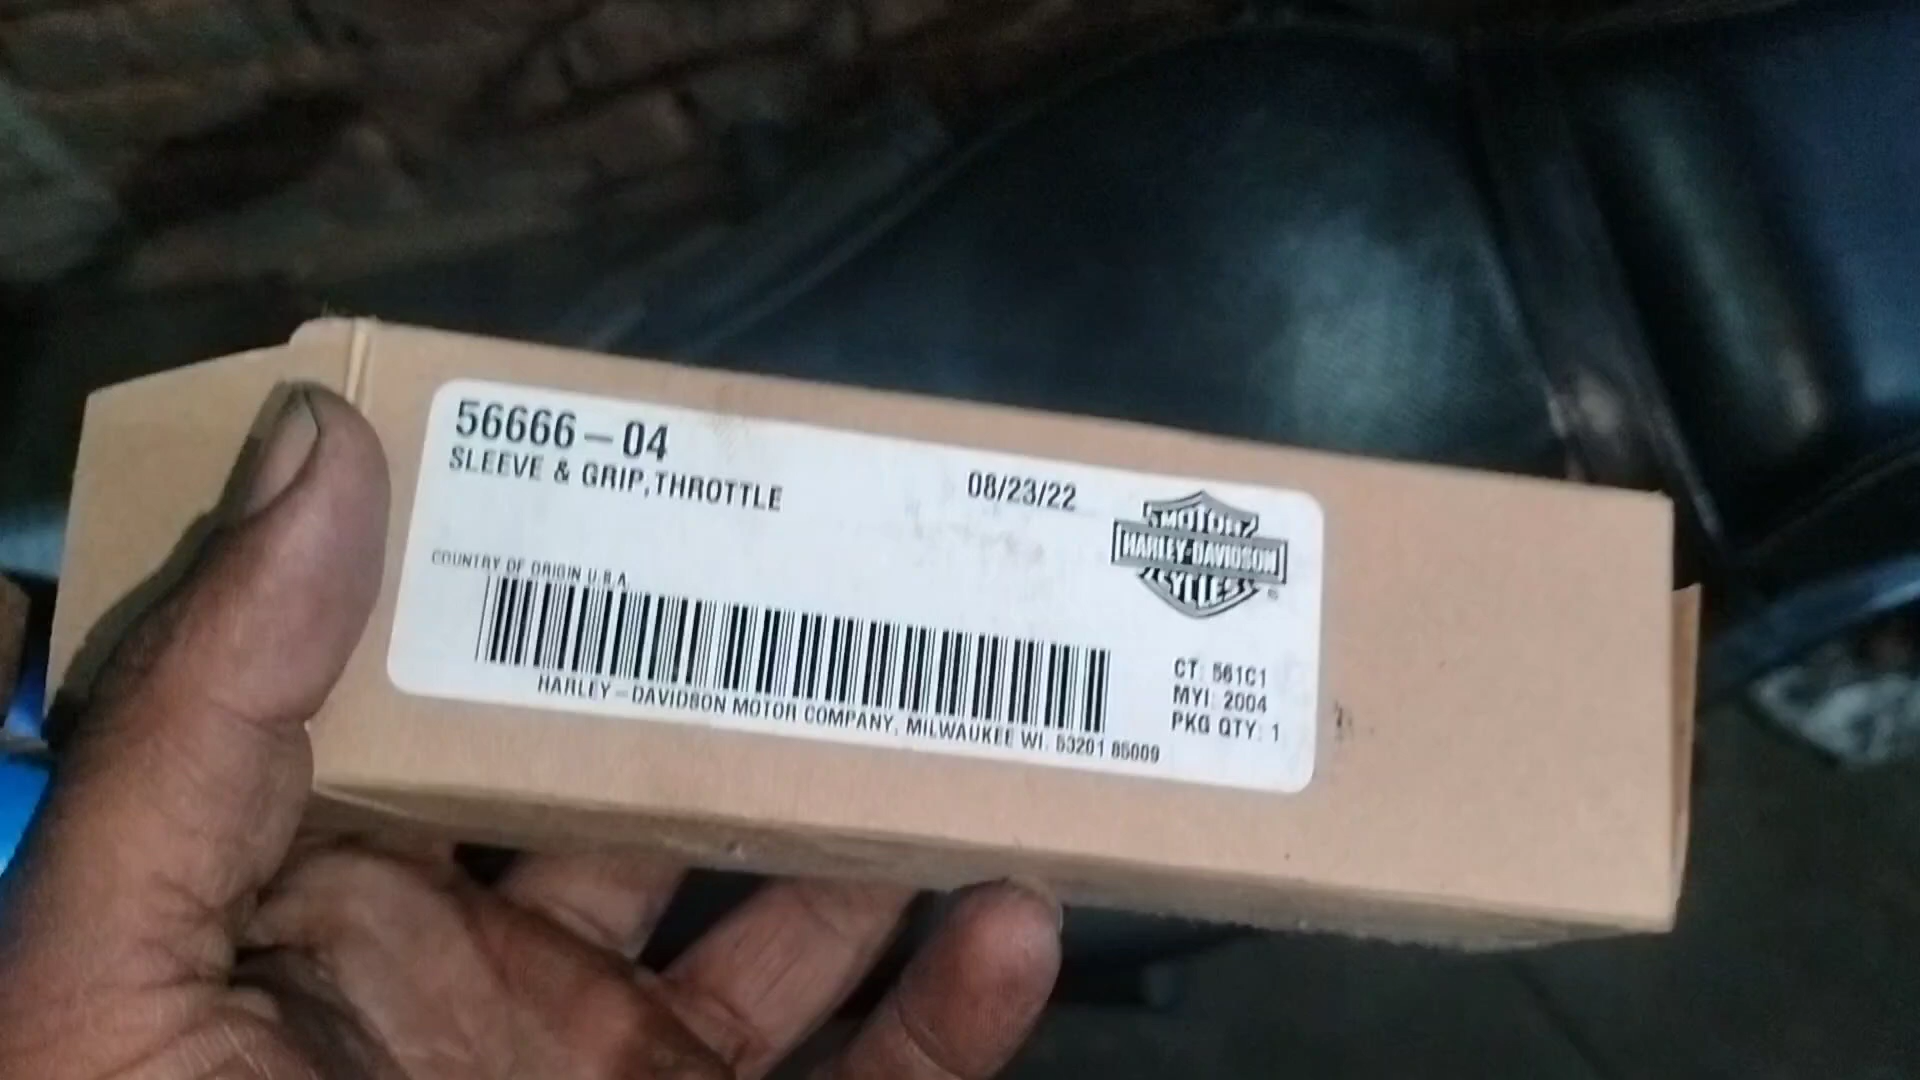 56666-04
SLEEVE & GRIP,THROTTLE
08/23/22
MOTOR
HARLEY-DAVIDSON
CYCLES
®
COUNTRY OF ORIGIN U.S.A.
CT: 561C1
MYI: 2004
PKG QTY: 1
HARLEY-DAVIDSON MOTOR COMPANY, MILWAUKEE WI. 53201 85009